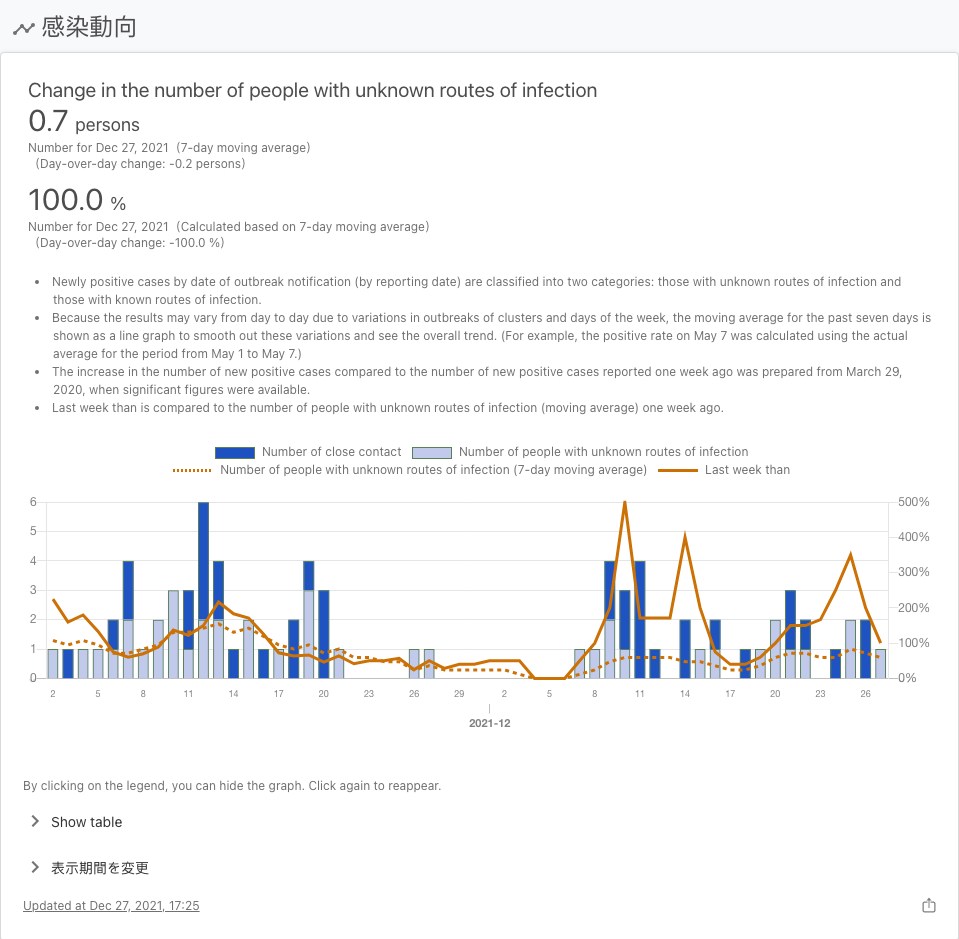 感染動向
Change in the number of people with unknown routes of infection
0.7 persons
Number for Dec 27, 2021 (7-day moving average)
(Day-over-day change: -0.2 persons)
100.0 %
Number for Dec 27, 2021 (Calculated based on 7-day moving average)
(Day-over-day change: -100.0 %)
• Newly positive cases by date of outbreak notification (by reporting date) are classified into two categories: those with unknown routes of infection and
those with known routes of infection.
• Because the results may vary from day to day due to variations in outbreaks of clusters and days of the week, the moving average for the past seven days is
shown as a line graph to smooth out these variations and see the overall trend. (For example, the positive rate on May 7 was calculated using the actual
average for the period from May 1 to May 7.)
• The increase in the number of new positive cases compared to the number of new positive cases reported one week ago was prepared from March 29,
2020, when significant figures were available.
• Last week than is compared to the number of people with unknown routes of infection (moving average) one week ago.
Number of close contact Number of people with unknown routes of infection
Number of people with unknown routes of infection (7-day moving average) Last week than
6 500%
5 400%
4 300%
3 200%
2 100%
1 0%
0
2 5 8 11 14 17 20 23 26 29 2 5 8 11 14 17 20 23 26
2021-12
By clicking on the legend, you can hide the graph. Click again to reappear.
Show table
表示期間を変更
Updated at Dec 27, 2021, 17:25